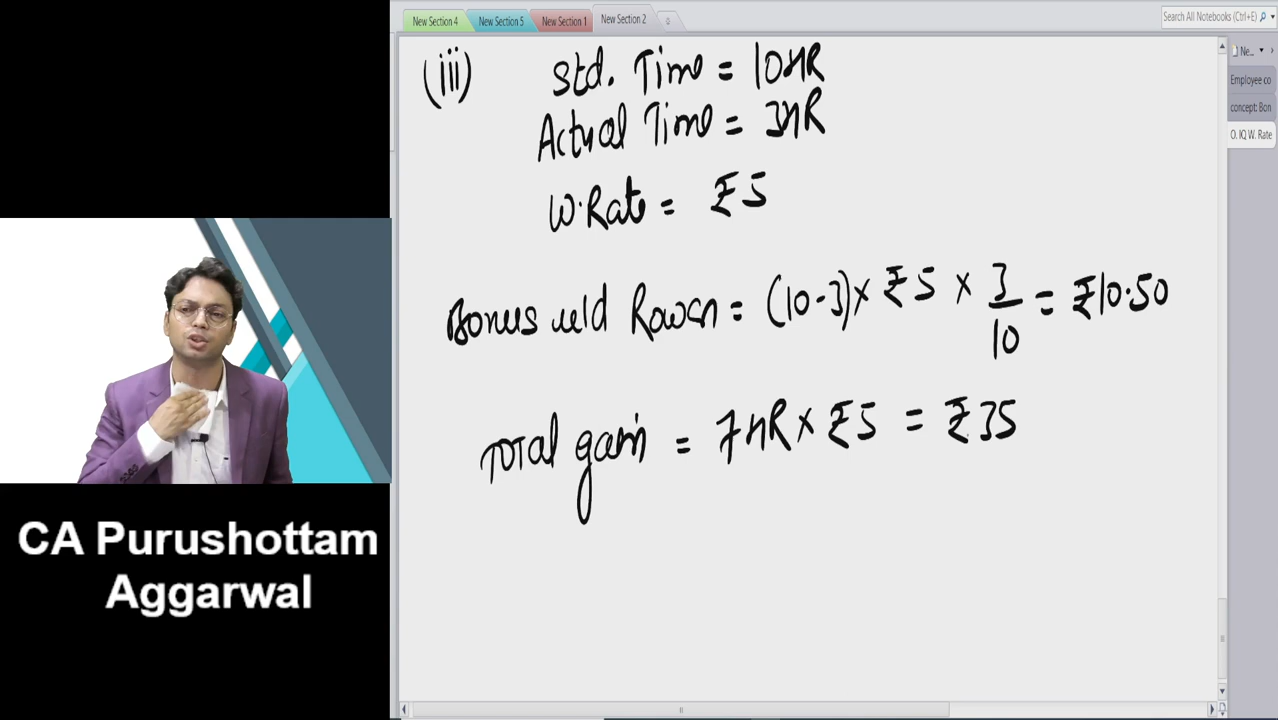 New Section 4 New Section 5 New Section 1 New Section 2
Search All Notebooks (Ctrl+E)
Ne...
Employee co
concept: Bon
O. IQ W. Rate
(iii) Std. Time = 10HR
Actual Time = 3HR
W.Rate = ₹5
Bonus u/d Rowan = (10-3) × ₹5 × 3/10 = ₹10.50
Total gain = 7HR × ₹5 = ₹35
CA Purushottam
Aggarwal